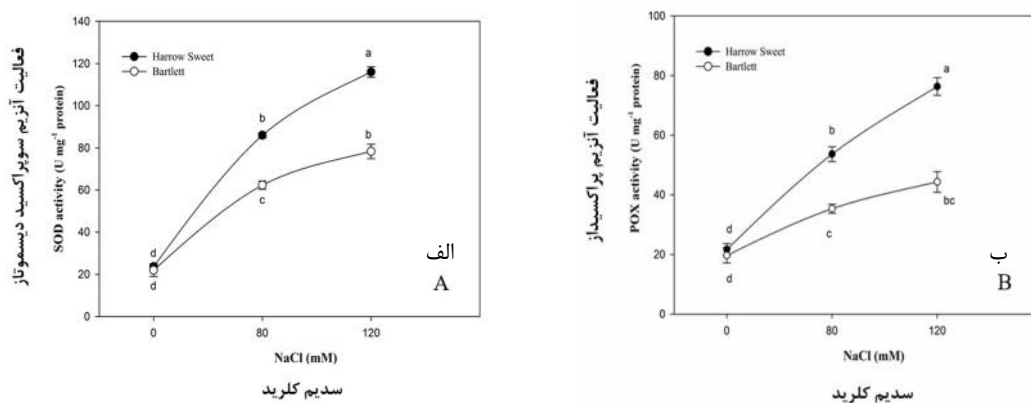 فعالیت آنزیم سوپراکسید دیسموتاز
SOD activity (U mg⁻¹ protein)
140
120
100
80
60
40
20
0
Harrow Sweet
Bartlett
a
b
b
c
d
d
الف
A
0
80
120
NaCl (mM)
سدیم کلرید
فعالیت آنزیم پراکسیداز
POX activity (U mg⁻¹ protein)
100
80
60
40
20
0
Harrow Sweet
Bartlett
a
b
bc
c
d
d
ب
B
0
80
120
NaCl (mM)
سدیم کلرید